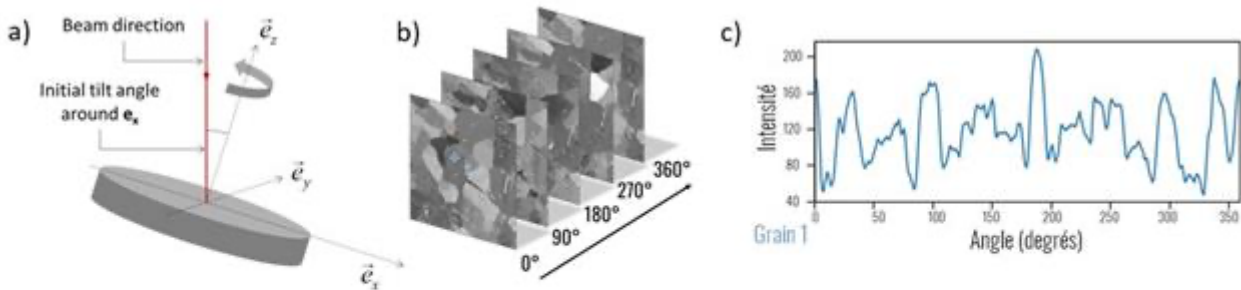 a)
Beam direction
Initial tilt angle
around ex
e_z
e_y
e_x
b)
0°
90°
180°
270°
360°
c)
Intensité
200
160
120
80
40
0
50
100
150
200
250
300
350
Angle (degrés)
Grain 1